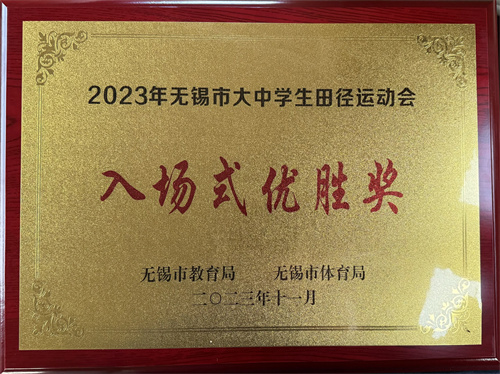 2023年无锡市大中学生田径运动会
入场式优胜奖
无锡市教育局 无锡市体育局
二〇二三年十一月